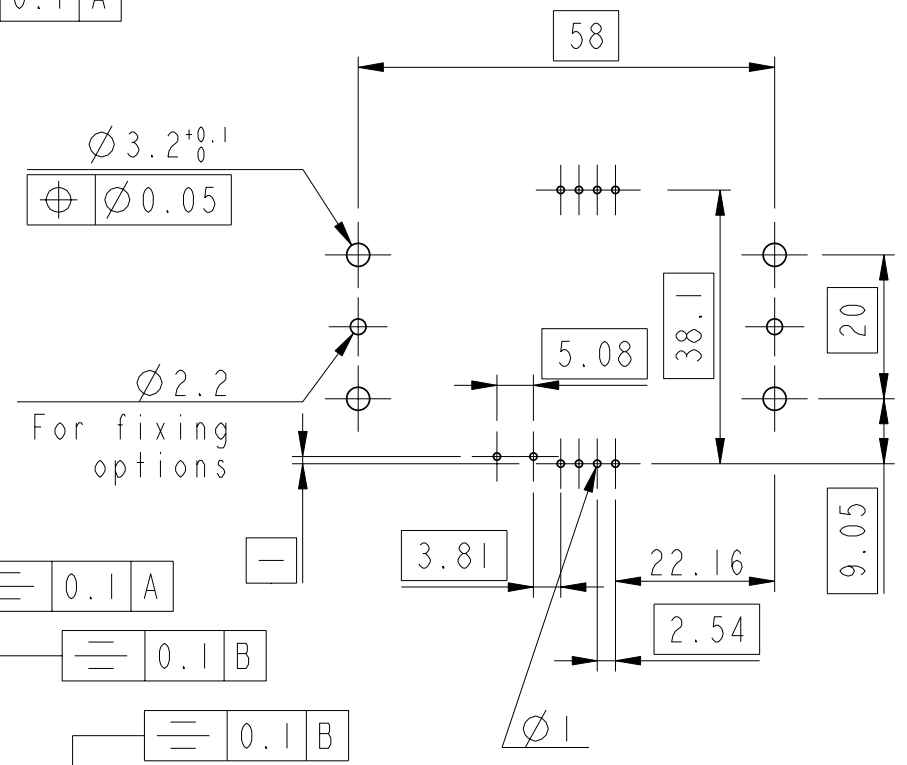 0.1 A
58
Ø3.2 +0.1 0
⌖ Ø0.05
38.1
20
5.08
Ø2.2
For fixing
options
1
3.81
22.16
9.05
⌯ 0.1 A
2.54
⌯ 0.1 B
⌯ 0.1 B
Ø1